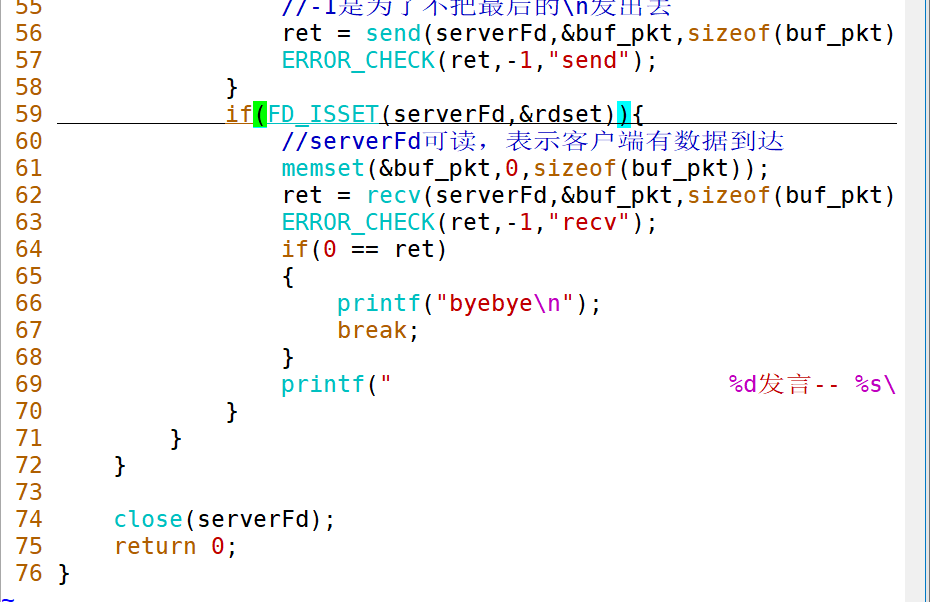 55                 //-1是为了不把最后的\n发出去
56                 ret = send(serverFd,&buf_pkt,sizeof(buf_pkt)
57                 ERROR_CHECK(ret,-1,"send");
58             }
59             if(FD_ISSET(serverFd,&rdset)){
60                 //serverFd可读，表示客户端有数据到达
61                 memset(&buf_pkt,0,sizeof(buf_pkt));
62                 ret = recv(serverFd,&buf_pkt,sizeof(buf_pkt)
63                 ERROR_CHECK(ret,-1,"recv");
64                 if(0 == ret)
65                 {
66                     printf("byebye\n");
67                     break;
68                 }
69                 printf("                        %d发言-- %s\
70             }
71         }
72     }
73
74     close(serverFd);
75     return 0;
76 }
~